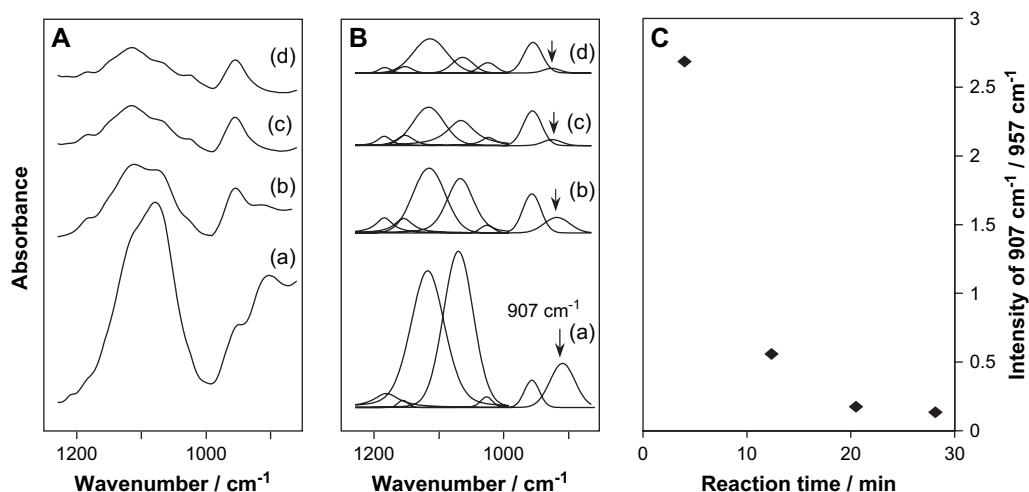 A
(d)
(c)
(b)
(a)
Absorbance
1200
1000
Wavenumber / cm⁻¹
B
(d)
(c)
(b)
907 cm⁻¹
(a)
1200
1000
Wavenumber / cm⁻¹
C
3
2.5
2
1.5
1
0.5
0
Intensity of 907 cm⁻¹ / 957 cm⁻¹
0
10
20
30
Reaction time / min